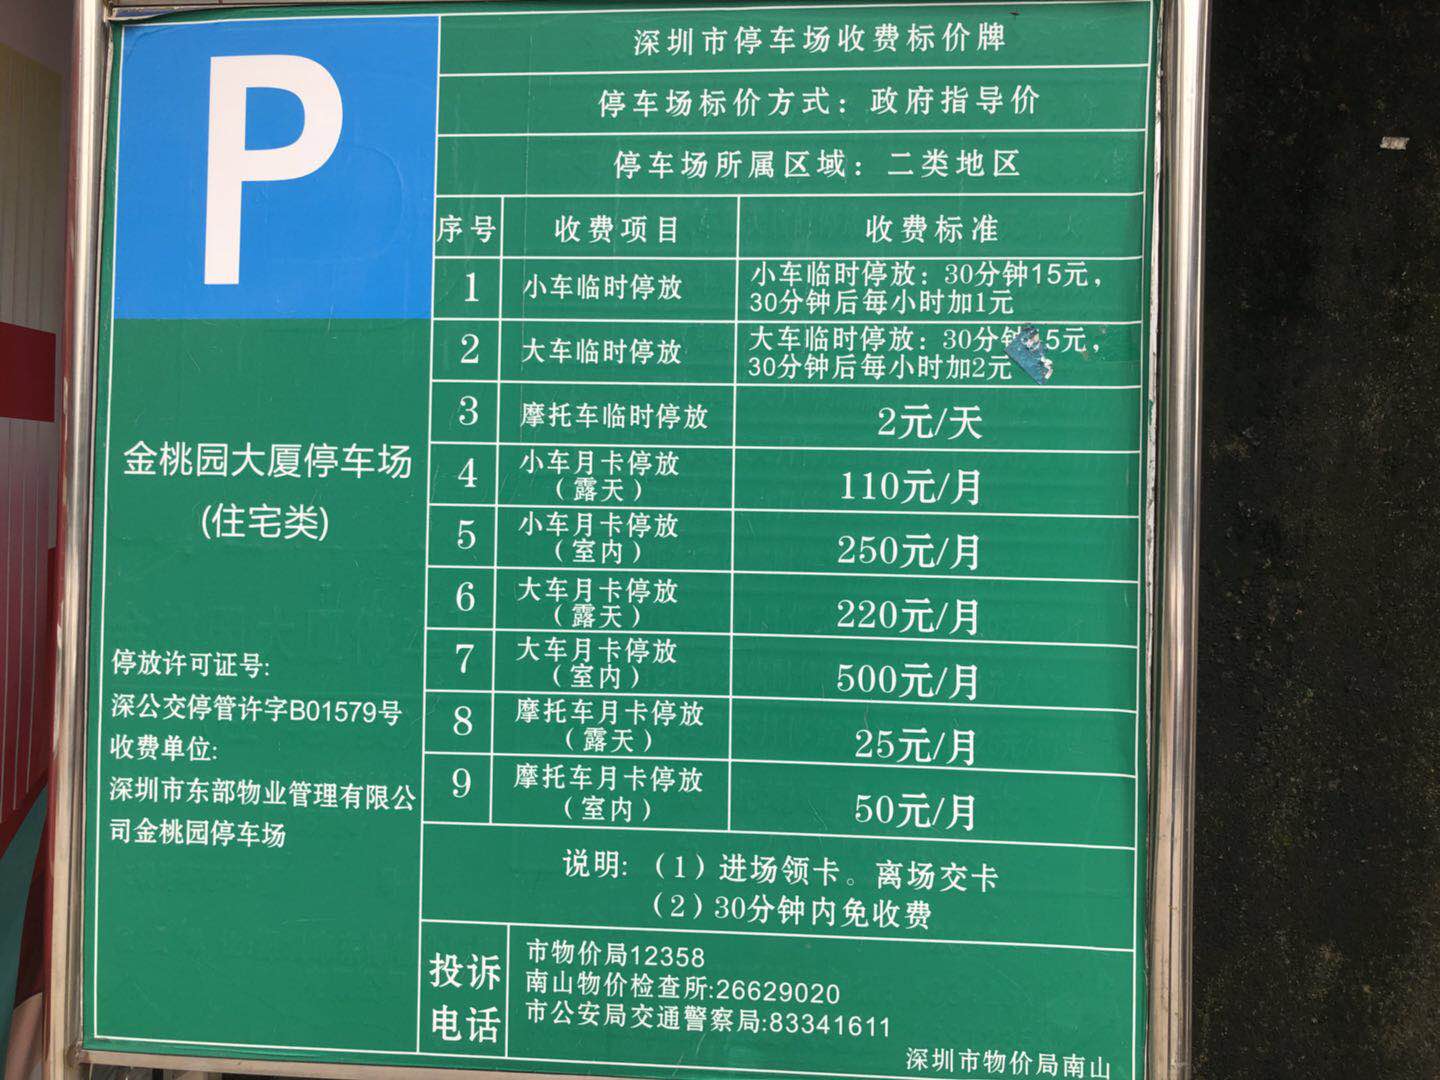 P
深圳市停车场收费标价牌
停车场标价方式：政府指导价
停车场所属区域：二类地区
序号 收费项目 收费标准
1 小车临时停放 小车临时停放：30分钟15元，
30分钟后每小时加1元
2 大车临时停放 大车临时停放：30分钟15元，
30分钟后每小时加2元
3 摩托车临时停放 2元/天
4 小车月卡停放
（露天） 110元/月
5 小车月卡停放
（室内） 250元/月
6 大车月卡停放
（露天） 220元/月
7 大车月卡停放
（室内） 500元/月
8 摩托车月卡停放
（露天） 25元/月
9 摩托车月卡停放
（室内） 50元/月
说明:（1）进场领卡。离场交卡
（2）30分钟内免收费
投诉
电话
市物价局12358
南山物价检查所:26629020
市公安局交通警察局:83341611
深圳市物价局南山
金桃园大厦停车场
(住宅类)
停放许可证号:
深公交停管许字B01579号
收费单位:
深圳市东部物业管理有限公
司金桃园停车场